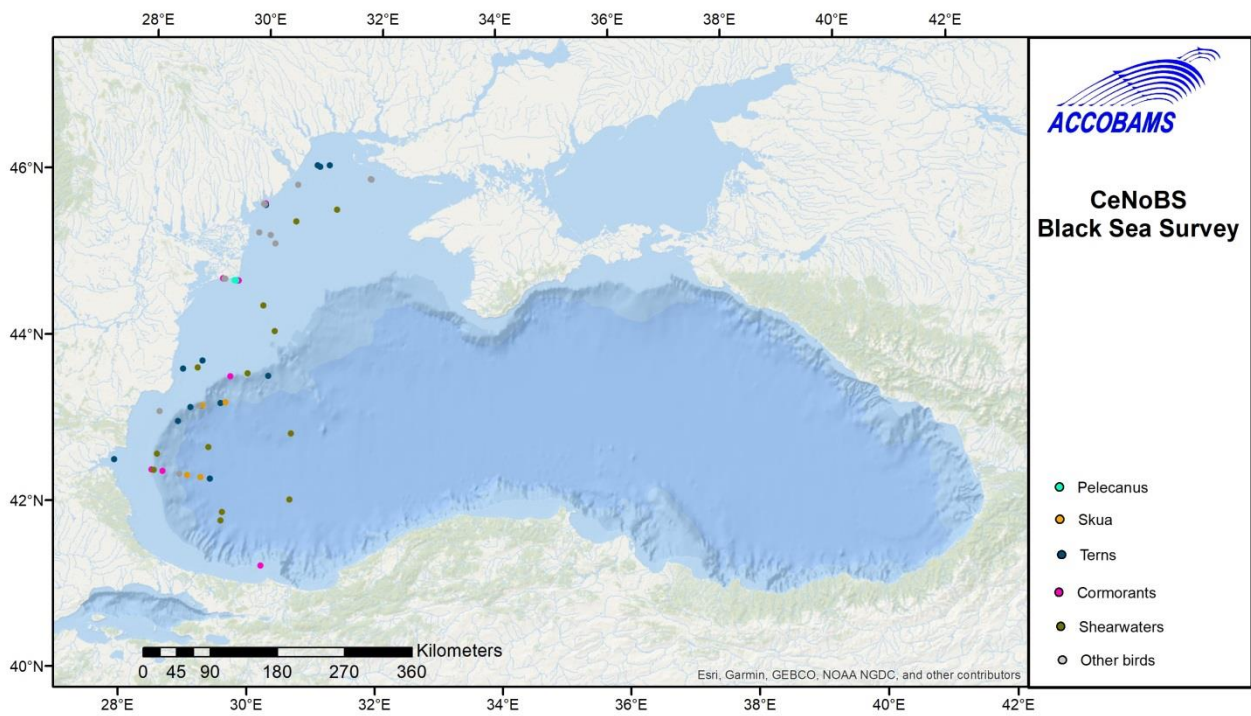 28°E 30°E 32°E 34°E 36°E 38°E 40°E 42°E
46°N
44°N
42°N
40°N
Kilometers
0 45 90 180 270 360
Esri, Garmin, GEBCO, NOAA NGDC, and other contributors
28°E 30°E 32°E 34°E 36°E 38°E 40°E 42°E
ACCOBAMS
CeNoBS
Black Sea Survey
Pelecanus
Skua
Terns
Cormorants
Shearwaters
Other birds